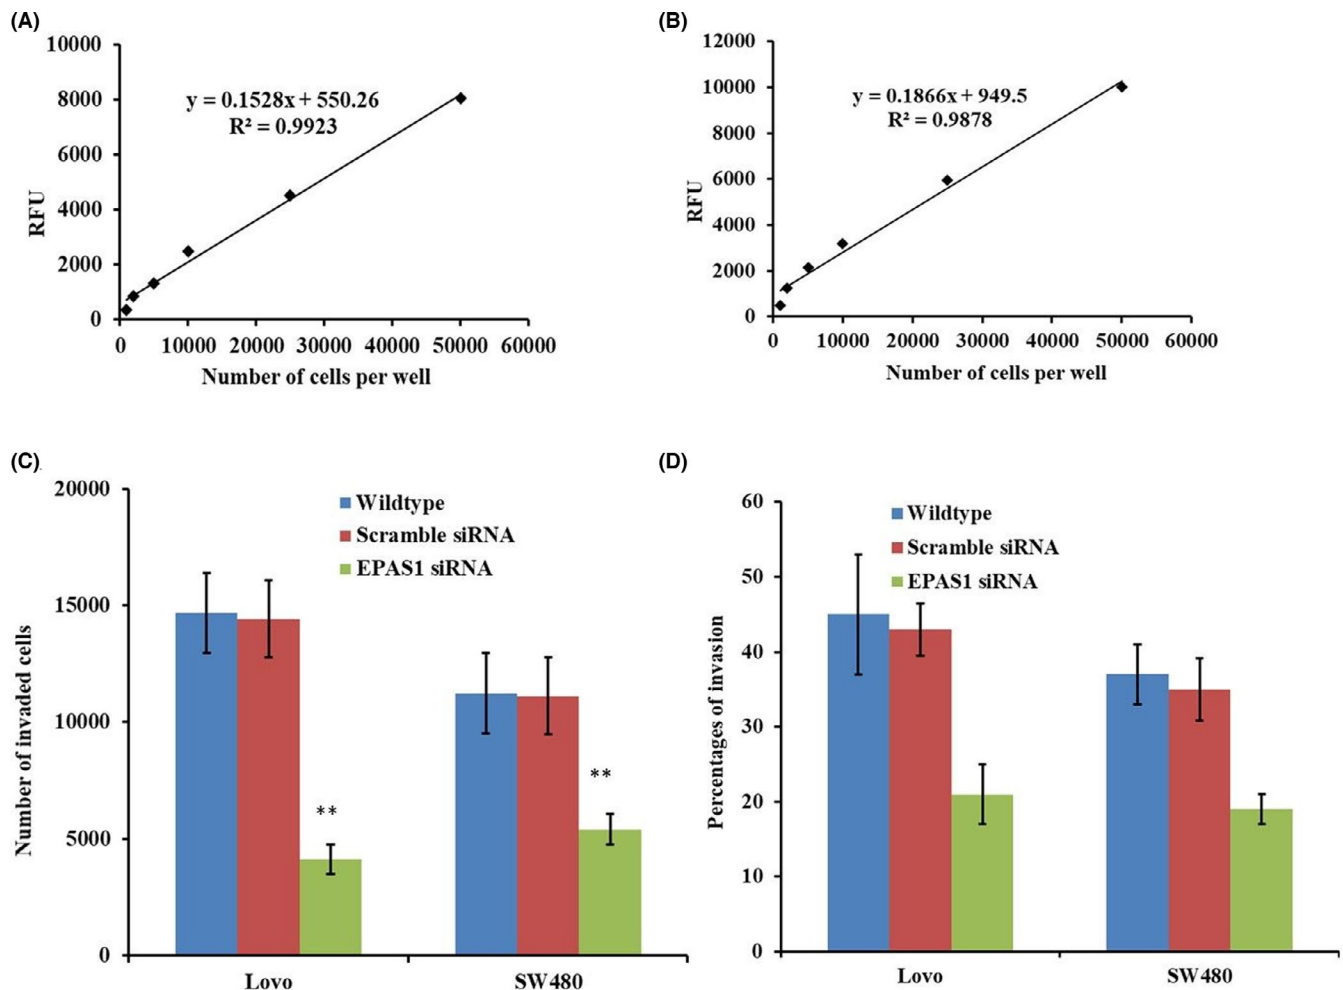 (A)
10000
8000
6000
4000
2000
0
RFU
y = 0.1528x + 550.26
R² = 0.9923
0 10000 20000 30000 40000 50000 60000
Number of cells per well
(B)
12000
10000
8000
6000
4000
2000
0
RFU
y = 0.1866x + 949.5
R² = 0.9878
0 10000 20000 30000 40000 50000 60000
Number of cells per well
(C)
20000
15000
10000
5000
0
Number of invaded cells
Wildtype
Scramble siRNA
EPAS1 siRNA
**
**
Lovo SW480
(D)
60
50
40
30
20
10
0
Percentages of invasion
Wildtype
Scramble siRNA
EPAS1 siRNA
Lovo SW480